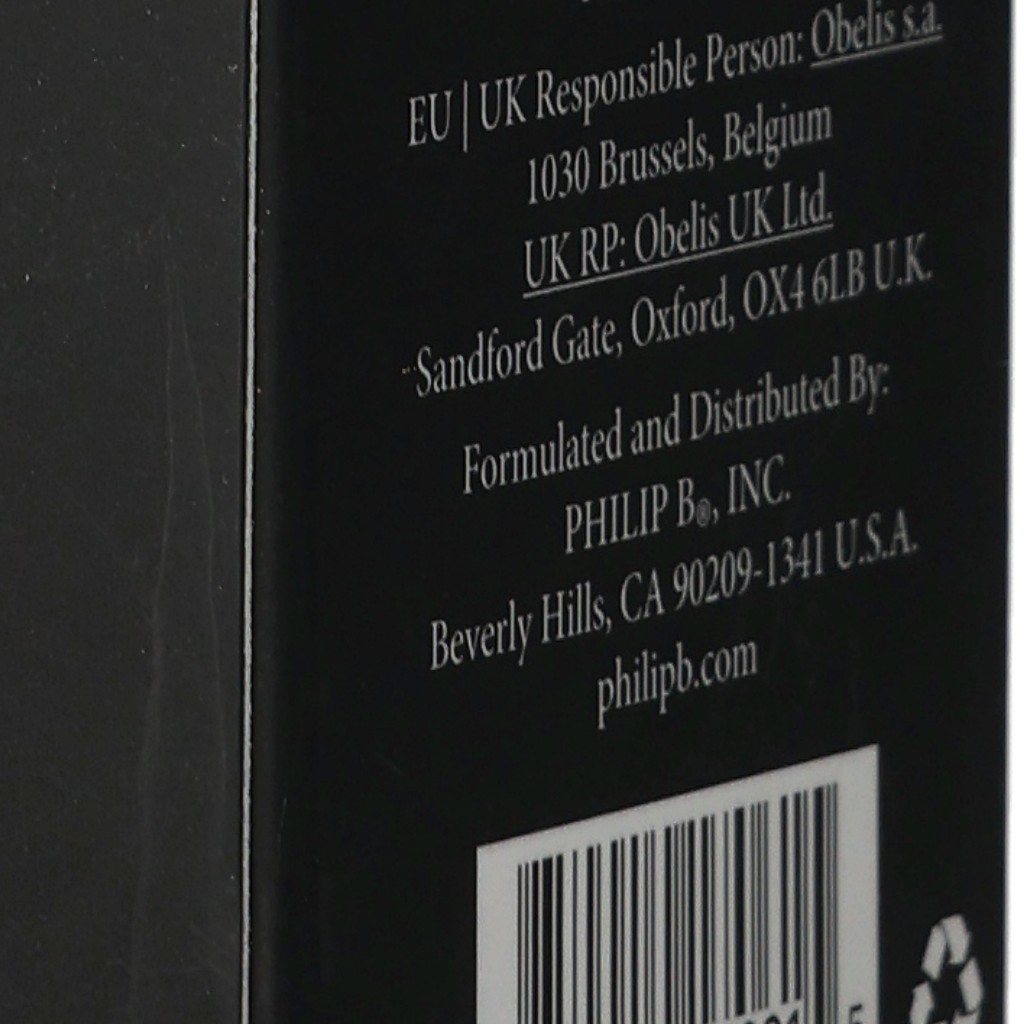 EU | UK Responsible Person: Obelis s.a.
1030 Brussels, Belgium
UK RP: Obelis UK Ltd.
Sandford Gate, Oxford, OX4 6LB U.K.
Formulated and Distributed By:
PHILIP B®, INC.
Beverly Hills, CA 90209-1341 U.S.A.
philipb.com